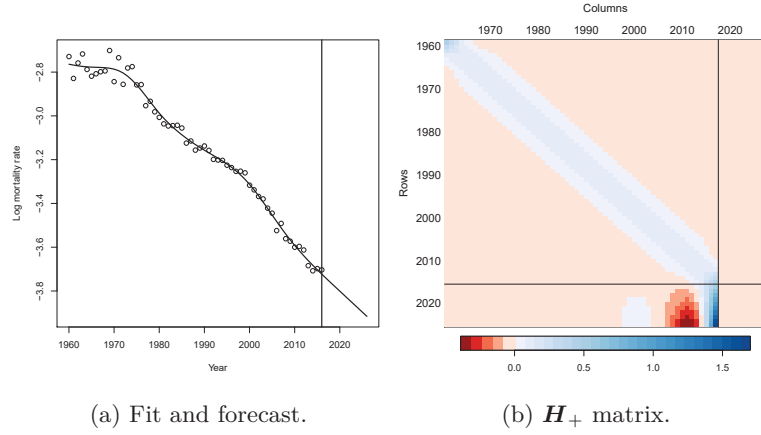 Log mortality rate
−2.8
−3.0
−3.2
−3.4
−3.6
−3.8
1960 1970 1980 1990 2000 2010 2020
Year
(a) Fit and forecast.
Columns
1970 1980 1990 2000 2010 2020
Rows
1960
1970
1980
1990
2000
2010
2020
0.0 0.5 1.0 1.5
(b) H+ matrix.